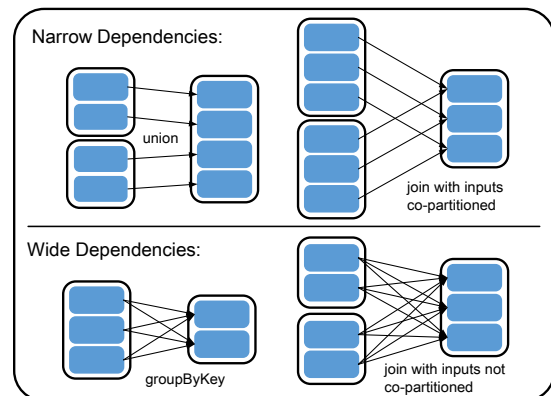 Narrow Dependencies:
union
join with inputs
co-partitioned
Wide Dependencies:
groupByKey
join with inputs not
co-partitioned